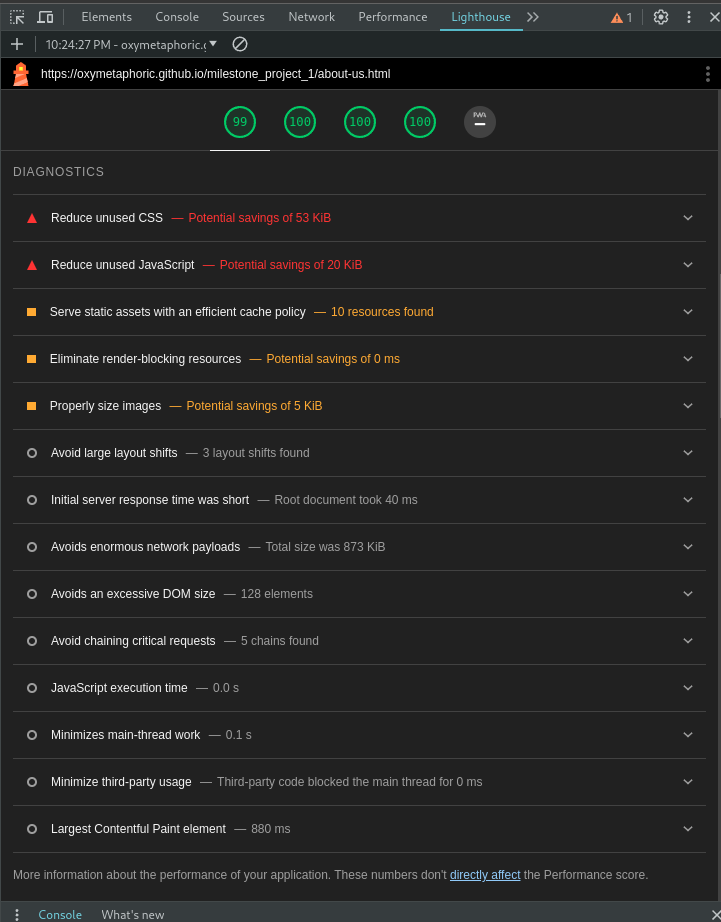 Elements Console Sources Network Performance Lighthouse 1
10:24:27 PM - oxymetaphoric.g
https://oxymetaphoric.github.io/milestone_project_1/about-us.html
99 100 100 100 PWA
DIAGNOSTICS
Reduce unused CSS — Potential savings of 53 KiB
Reduce unused JavaScript — Potential savings of 20 KiB
Serve static assets with an efficient cache policy — 10 resources found
Eliminate render-blocking resources — Potential savings of 0 ms
Properly size images — Potential savings of 5 KiB
Avoid large layout shifts — 3 layout shifts found
Initial server response time was short — Root document took 40 ms
Avoids enormous network payloads — Total size was 873 KiB
Avoids an excessive DOM size — 128 elements
Avoid chaining critical requests — 5 chains found
JavaScript execution time — 0.0 s
Minimizes main-thread work — 0.1 s
Minimize third-party usage — Third-party code blocked the main thread for 0 ms
Largest Contentful Paint element — 880 ms
More information about the performance of your application. These numbers don't directly affect the Performance score.
Console What's new